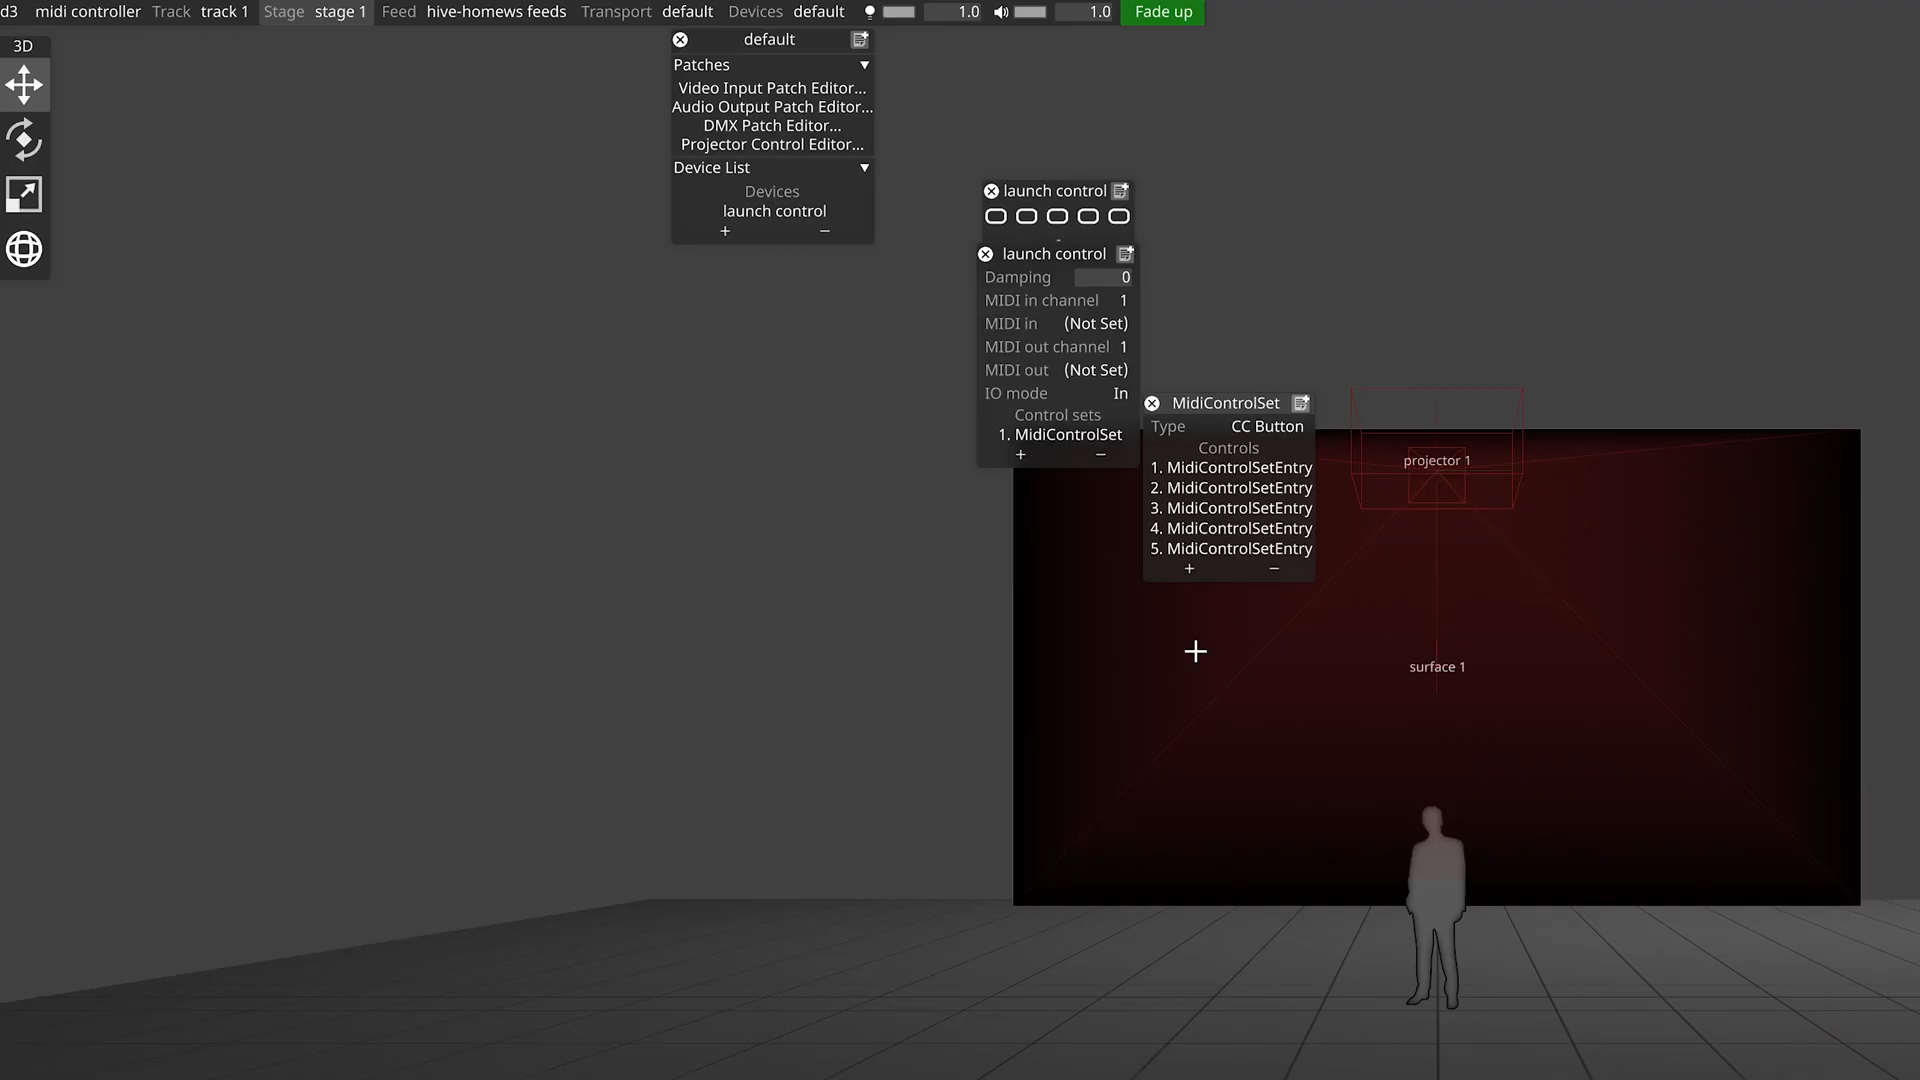 d3 midi controller Track track 1 Stage stage 1 Feed hive-homews feeds Transport default Devices default 1.0 1.0 Fade up
3D
default
Patches
Video Input Patch Editor...
Audio Output Patch Editor...
DMX Patch Editor...
Projector Control Editor...
Device List
Devices
launch control
+ −
launch control
-
launch control
Damping 0
MIDI in channel 1
MIDI in (Not Set)
MIDI out channel 1
MIDI out (Not Set)
IO mode In
Control sets
1. MidiControlSet
+ −
MidiControlSet
Type CC Button
Controls
1. MidiControlSetEntry
2. MidiControlSetEntry
3. MidiControlSetEntry
4. MidiControlSetEntry
5. MidiControlSetEntry
+ −
projector 1
surface 1